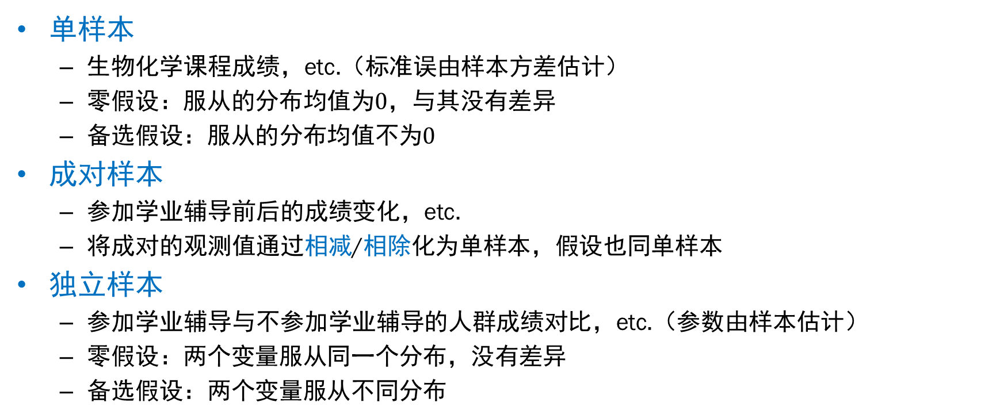 • 单样本
– 生物化学课程成绩，etc.（标准误由样本方差估计）
– 零假设：服从的分布均值为0，与其没有差异
– 备选假设：服从的分布均值不为0
• 成对样本
– 参加学业辅导前后的成绩变化，etc.
– 将成对的观测值通过相减/相除化为单样本，假设也同单样本
• 独立样本
– 参加学业辅导与不参加学业辅导的人群成绩对比，etc.（参数由样本估计）
– 零假设：两个变量服从同一个分布，没有差异
– 备选假设：两个变量服从不同分布